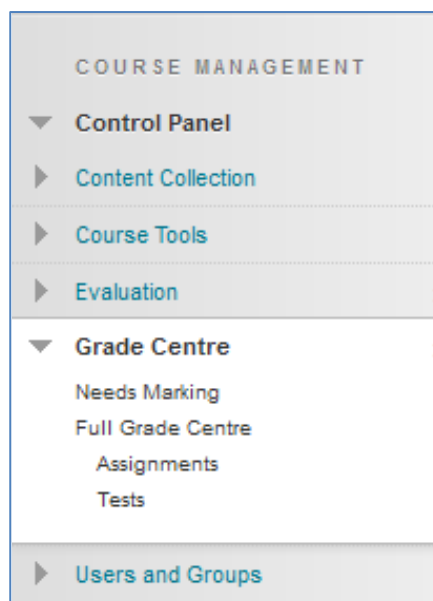 COURSE MANAGEMENT
Control Panel
Content Collection
Course Tools
Evaluation
Grade Centre
Needs Marking
Full Grade Centre
Assignments
Tests
Users and Groups